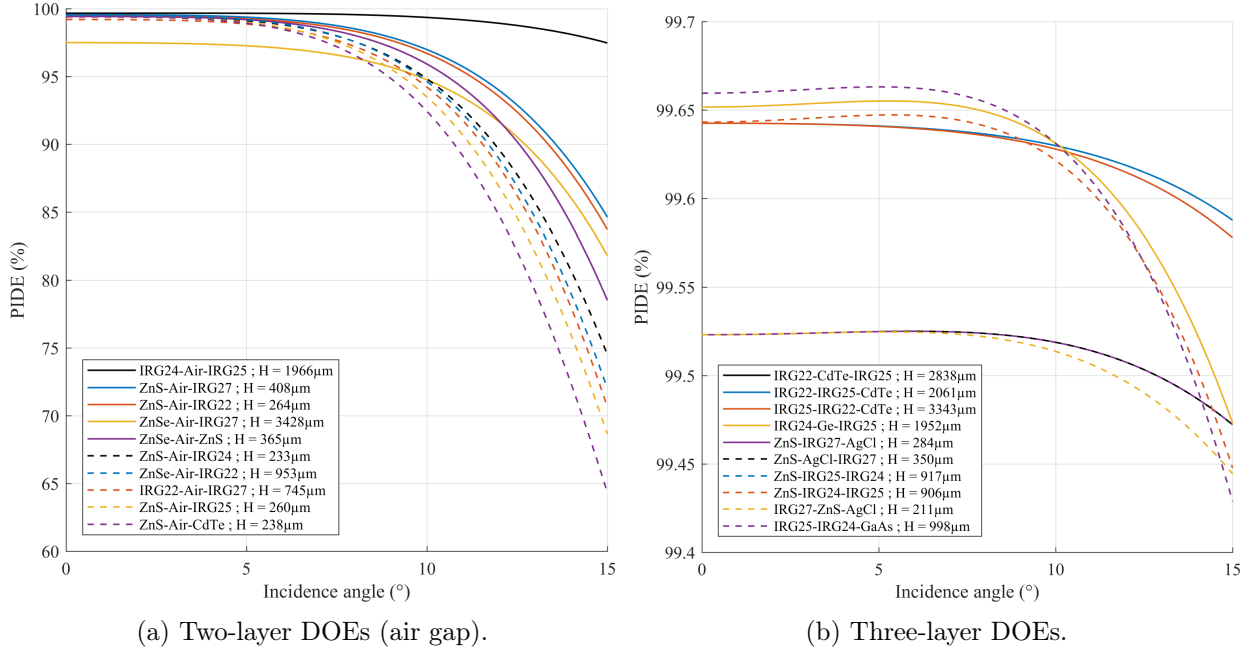 100
95
90
85
80
75
70
65
60
PIDE (%)
IRG24-Air-IRG25 ; H = 1966µm
ZnS-Air-IRG27 ; H = 408µm
ZnS-Air-IRG22 ; H = 264µm
ZnSe-Air-IRG27 ; H = 3428µm
ZnSe-Air-ZnS ; H = 365µm
ZnS-Air-IRG24 ; H = 233µm
ZnSe-Air-IRG22 ; H = 953µm
IRG22-Air-IRG27 ; H = 745µm
ZnS-Air-IRG25 ; H = 260µm
ZnS-Air-CdTe ; H = 238µm
0 5 10 15
Incidence angle (°)
(a) Two-layer DOEs (air gap).
99.7
99.65
99.6
99.55
99.5
99.45
99.4
PIDE (%)
IRG22-CdTe-IRG25 ; H = 2838µm
IRG22-IRG25-CdTe ; H = 2061µm
IRG25-IRG22-CdTe ; H = 3343µm
IRG24-Ge-IRG25 ; H = 1952µm
ZnS-IRG27-AgCl ; H = 284µm
ZnS-AgCl-IRG27 ; H = 350µm
ZnS-IRG25-IRG24 ; H = 917µm
ZnS-IRG24-IRG25 ; H = 906µm
IRG27-ZnS-AgCl ; H = 211µm
IRG25-IRG24-GaAs ; H = 998µm
0 5 10 15
Incidence angle (°)
(b) Three-layer DOEs.